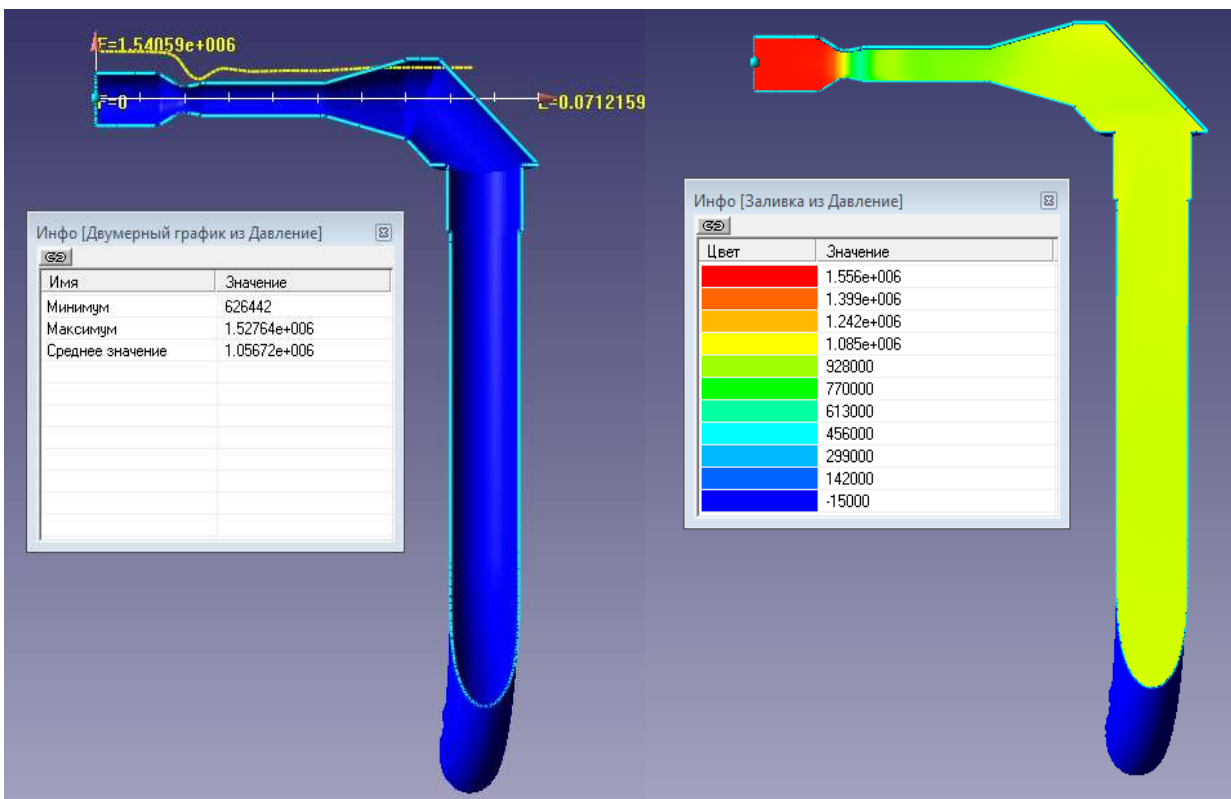 F=1.54059e+006
F=0
L=0.0712159
Инфо [Двумерный график из Давление]
Имя Значение
Минимум 626442
Максимум 1.52764e+006
Среднее значение 1.05672e+006
Инфо [Заливка из Давление]
Цвет Значение
1.556e+006
1.399e+006
1.242e+006
1.085e+006
928000
770000
613000
456000
299000
142000
-15000